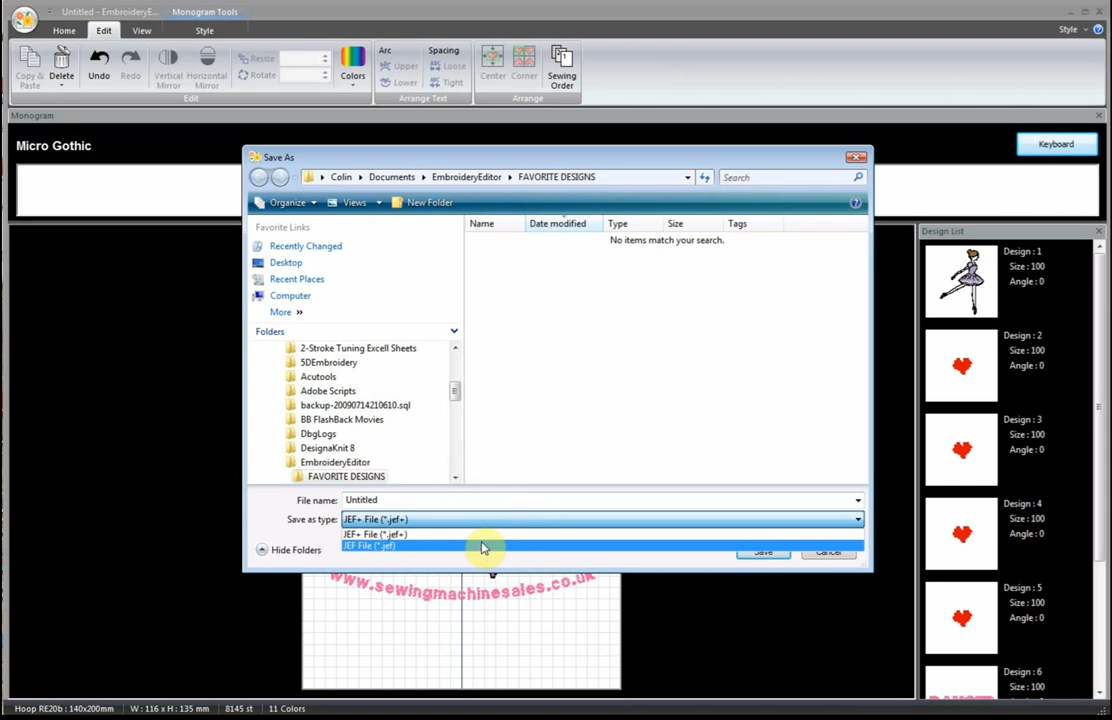 Untitled - EmbroideryE...
Monogram Tools
Home
Edit
View
Style
Style
Copy & Paste
Delete
Undo
Redo
Vertical Mirror
Horizontal Mirror
Resize
Rotate
Colors
Arc
Upper
Lower
Spacing
Loose
Tight
Center
Corner
Sewing Order
Edit
Arrange Text
Arrange
Monogram
Micro Gothic
Keyboard
Save As
Colin
Documents
EmbroideryEditor
FAVORITE DESIGNS
Search
Organize
Views
New Folder
Favorite Links
Recently Changed
Desktop
Recent Places
Computer
More »
Folders
2-Stroke Tuning Excell Sheets
5DEmbroidery
Acutools
Adobe Scripts
backup-20090714210610.sql
BB FlashBack Movies
DbgLogs
DesignaKnit 8
EmbroideryEditor
FAVORITE DESIGNS
Name
Date modified
Type
Size
Tags
No items match your search.
File name:
Untitled
Save as type:
JEF+ File (*.jef+)
JEF+ File (*.jef+)
JEF File (*.jef)
Hide Folders
Save
Cancel
Design List
Design : 1
Size : 100
Angle : 0
Design : 2
Size : 100
Angle : 0
Design : 3
Size : 100
Angle : 0
Design : 4
Size : 100
Angle : 0
Design : 5
Size : 100
Angle : 0
Design : 6
www.sewingmachinesales.co.uk
Hoop RE20b : 140x200mm
W : 116 x H : 135 mm
8145 st
11 Colors